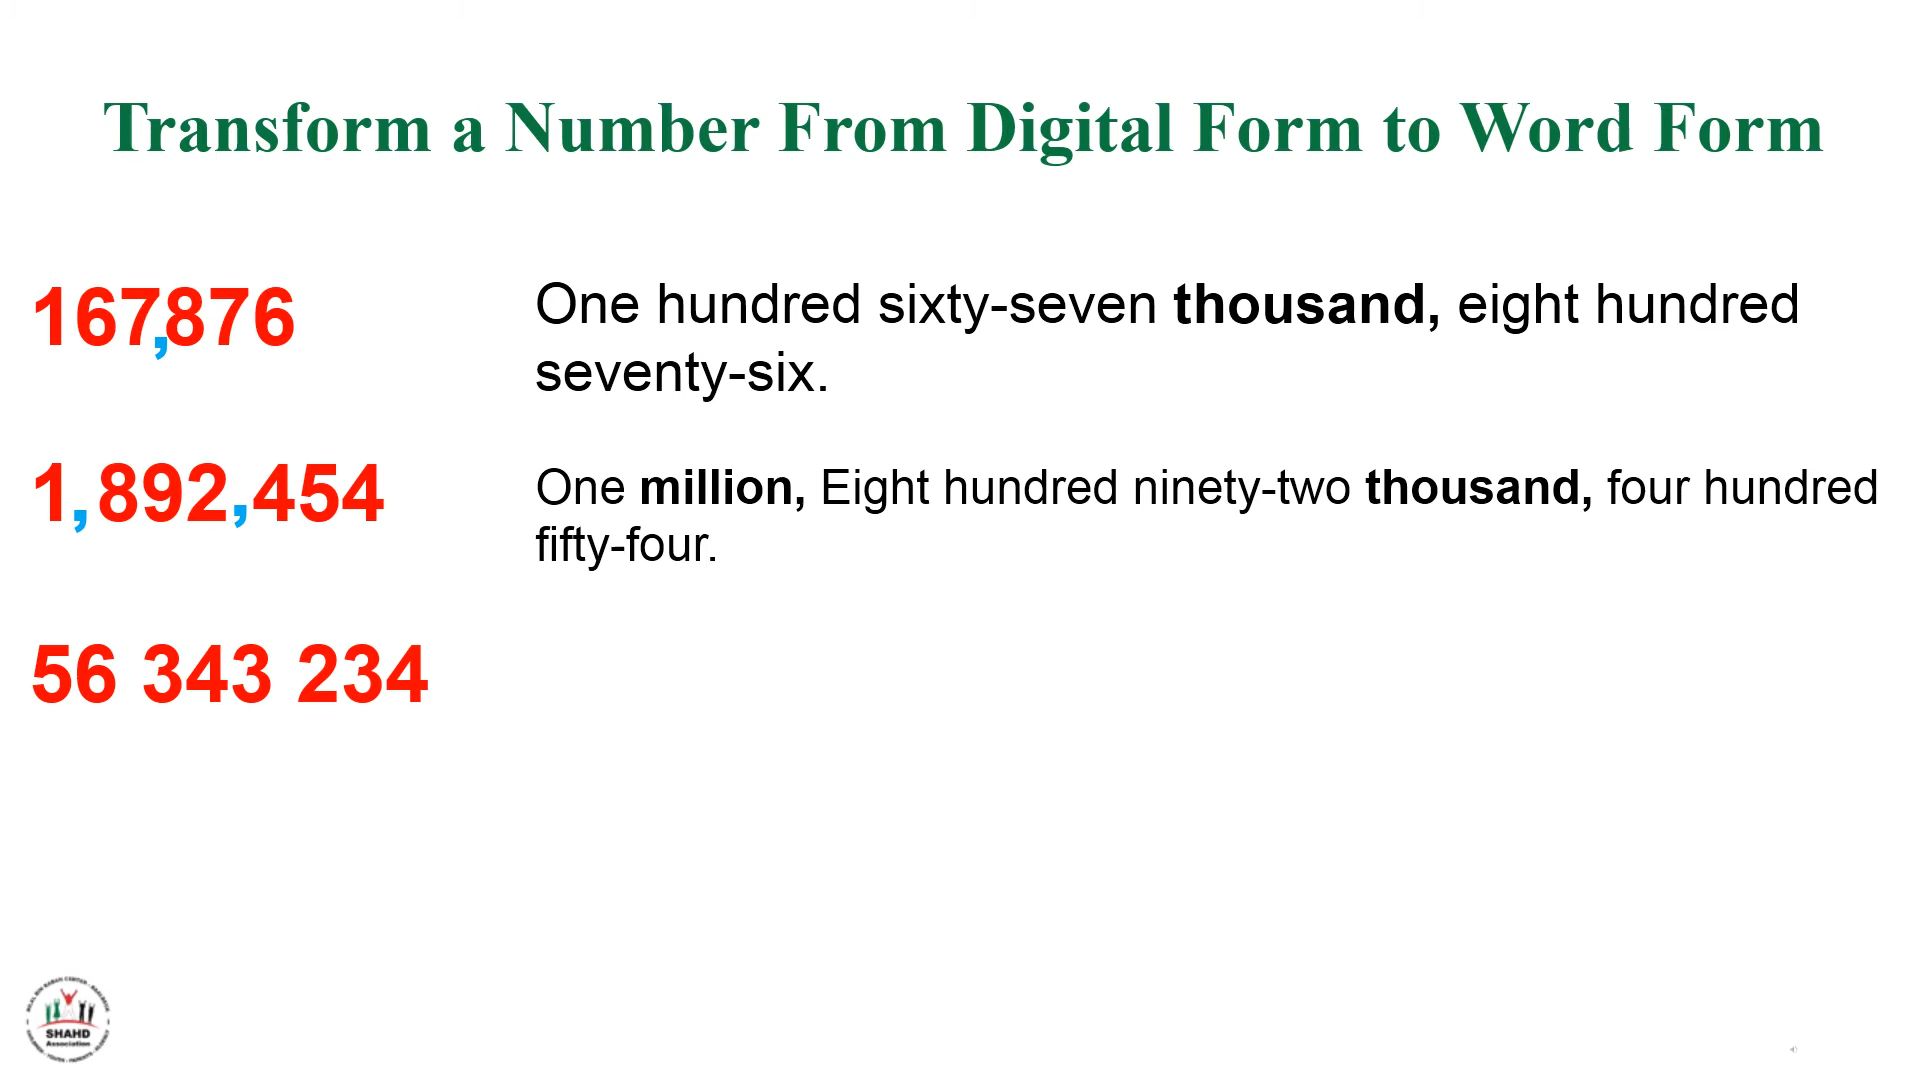 Transform a Number From Digital Form to Word Form
167,876
One hundred sixty-seven thousand, eight hundred
seventy-six.
1,892,454
One million, Eight hundred ninety-two thousand, four hundred
fifty-four.
56 343 234
SHAHD
Association